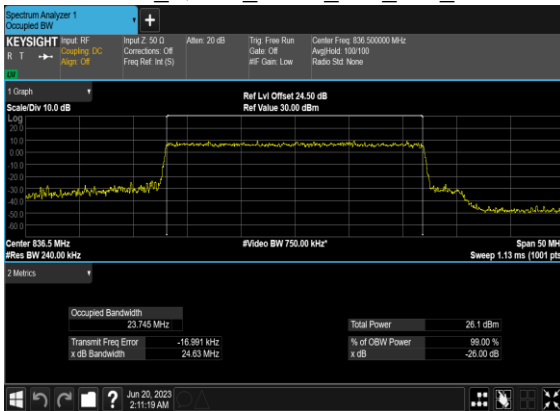 Spectrum Analyzer 1
Occupied BW
KEYSIGHT
R T
Input: RF
Coupling: DC
Align: Off
Input Z: 50 Ω
Corrections: Off
Freq Ref: Int (S)
Atten: 20 dB
Trig: Free Run
Gate: Off
#IF Gain: Low
Center Freq: 836.500000 MHz
Avg|Hold: 100/100
Radio Std: None
1 Graph
Scale/Div 10.0 dB
Ref Lvl Offset 24.50 dB
Ref Value 30.00 dBm
Log
20.0
10.0
0.00
-10.0
-20.0
-30.0
-40.0
-50.0
-60.0
Center 836.5 MHz
#Res BW 240.00 kHz
#Video BW 750.00 kHz*
Span 50 MH
Sweep 1.13 ms (1001 pts
2 Metrics
Occupied Bandwidth
23.745 MHz
Total Power
26.1 dBm
Transmit Freq Error
-16.991 kHz
% of OBW Power
99.00 %
x dB Bandwidth
24.63 MHz
x dB
-26.00 dB
Jun 20, 2023
2:11:19 AM